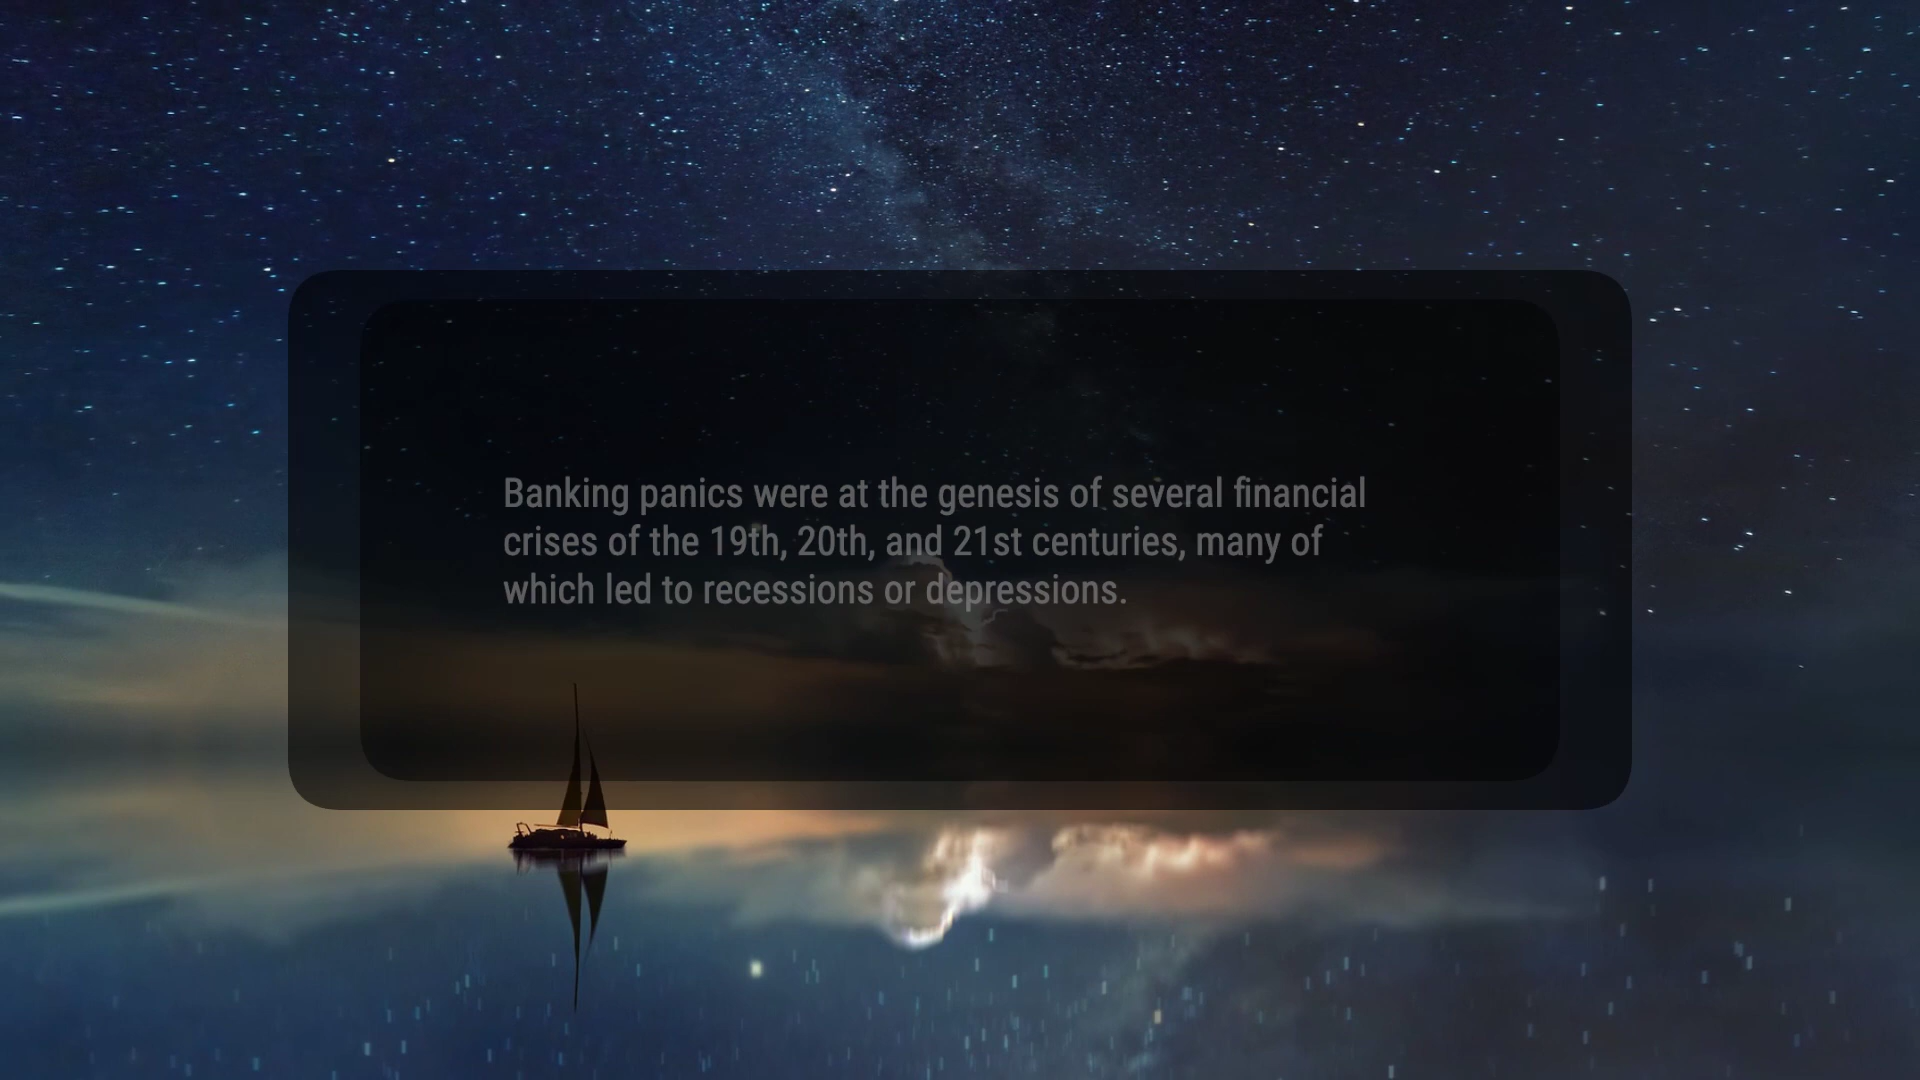 Banking panics were at the genesis of several financial
crises of the 19th, 20th, and 21st centuries, many of
which led to recessions or depressions.